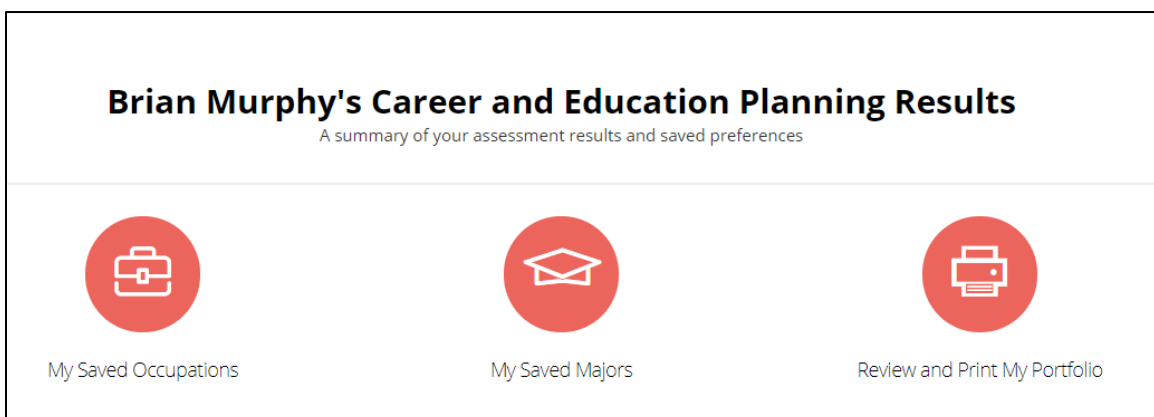 Brian Murphy's Career and Education Planning Results
A summary of your assessment results and saved preferences
My Saved Occupations
My Saved Majors
Review and Print My Portfolio